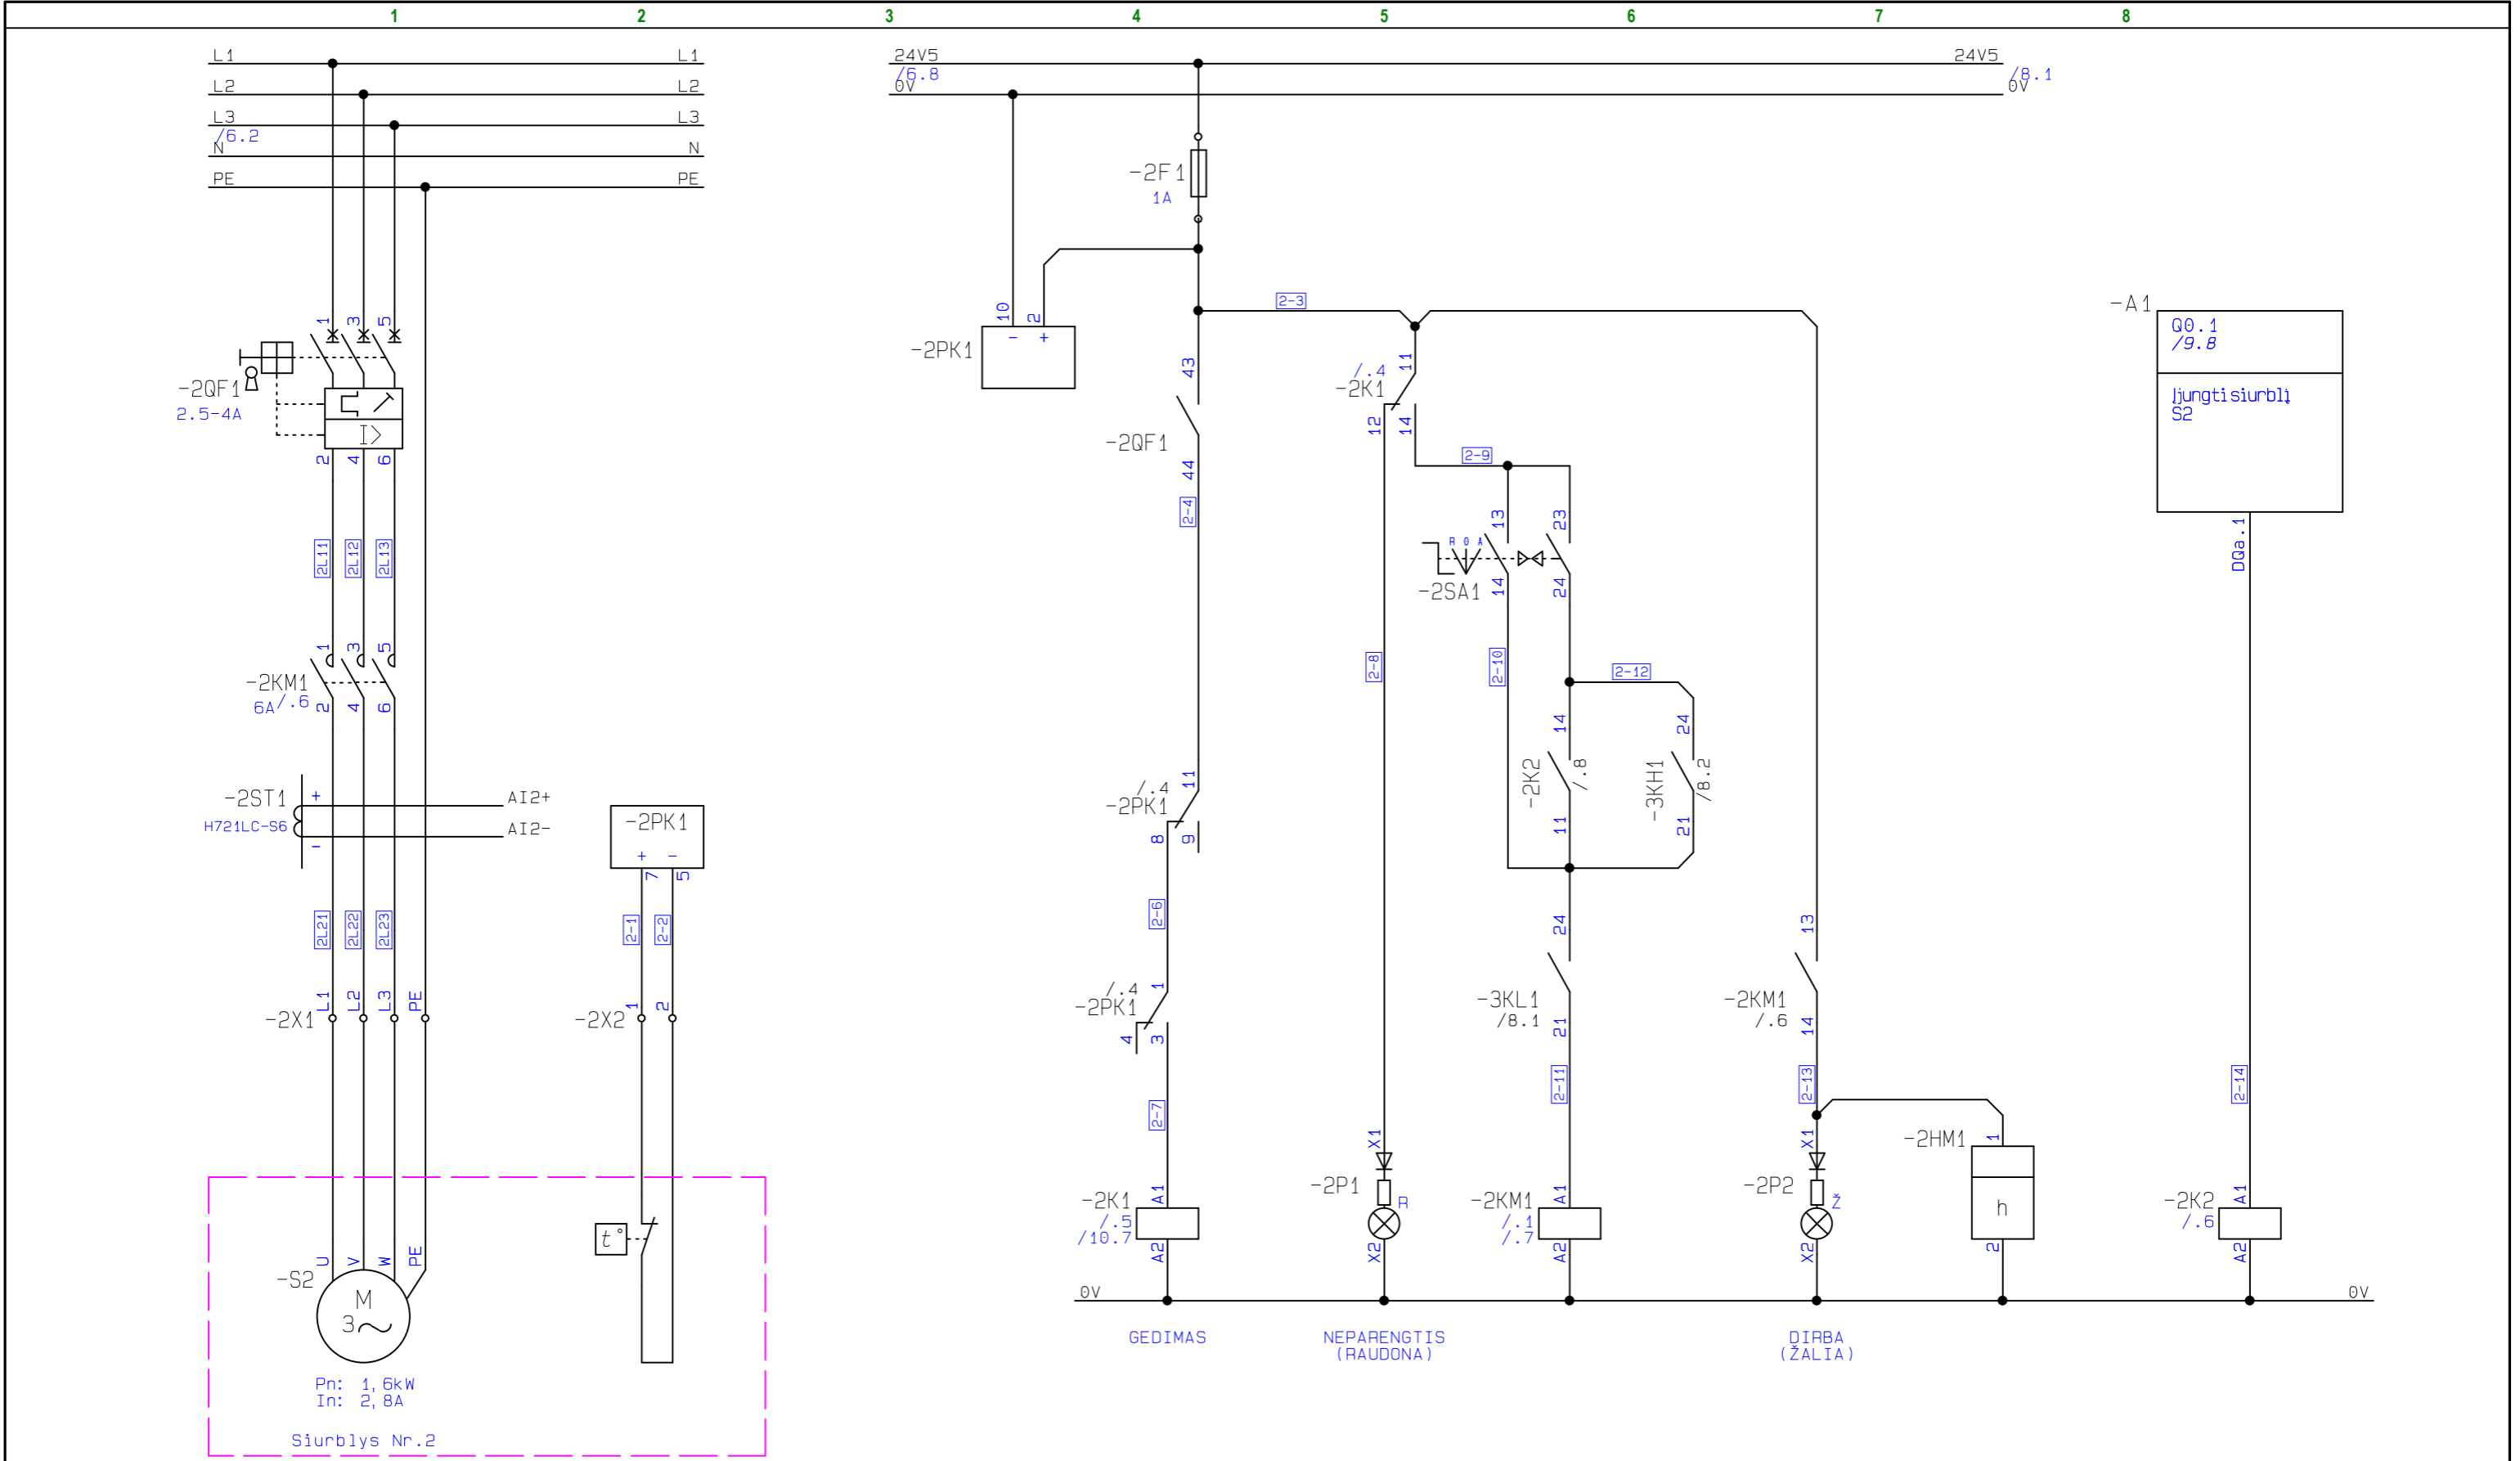 1 2 3 4 5 6 7 8
L1 L1
L2 L2
L3 L3
/6.2
N N
PE PE
24V5 24V5
/6.8 /8.1
0V 0V
-2F1
1A
1 3 5
-2QF1
2.5-4A
I>
2 4 6
2L11 2L12 2L13
1 3 5
-2KM1
6A /.6
2 4 6
-2ST1
H721LC-S6
+
-
AI2+
AI2-
2L21 2L22 2L23
L1 L2 L3 PE
-2X1
U V W PE
-S2
M
3
Pn: 1,6kW
In: 2,8A
Siurblys Nr.2
-2PK1
+ -
7 5
2-1 2-2
1 2
-2X2
t°
10 2
-2PK1
- +
2-3
43
-2QF1
44
2-4
/.4
-2PK1
11
8 9
2-6
/.4
-2PK1
1
4 3
2-7
-2K1
/.5
/10.7
A1
A2
0V 0V
GEDIMAS
/.4
-2K1
11
12 14
2-8
X1
-2P1
R
X2
NEPARENGTIS
(RAUDONA)
2-9
13 23
R 0 A
-2SA1
14 24
2-10
2-12
14
-2K2
/.8
11
24
-3KH1
/8.2
21
24
-3KL1
/8.1
21
2-11
-2KM1
/.1
/.7
A1
A2
13
-2KM1
/.6
14
2-13
X1
-2P2
Ž
X2
DIRBA
(ŽALIA)
-2HM1
1
h
2
-A1
Q0.1
/9.8
Įjungti siurblį
S2
DQa.1
2-14
-2K2
/.6
A1
A2